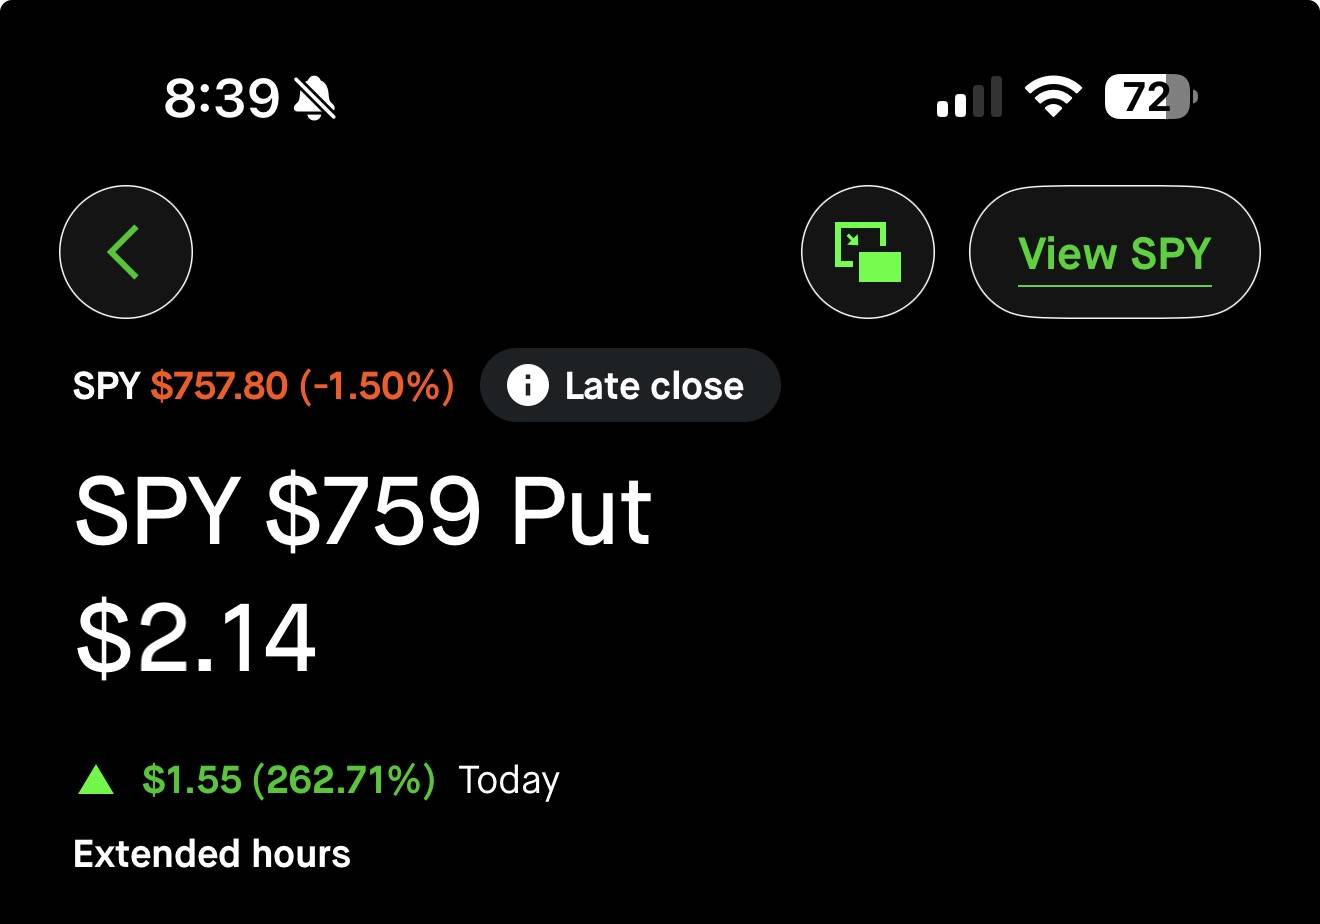 8:39 72
View SPY
SPY $757.80 (-1.50%) Late close
SPY $759 Put
$2.14
$1.55 (262.71%) Today
Extended hours